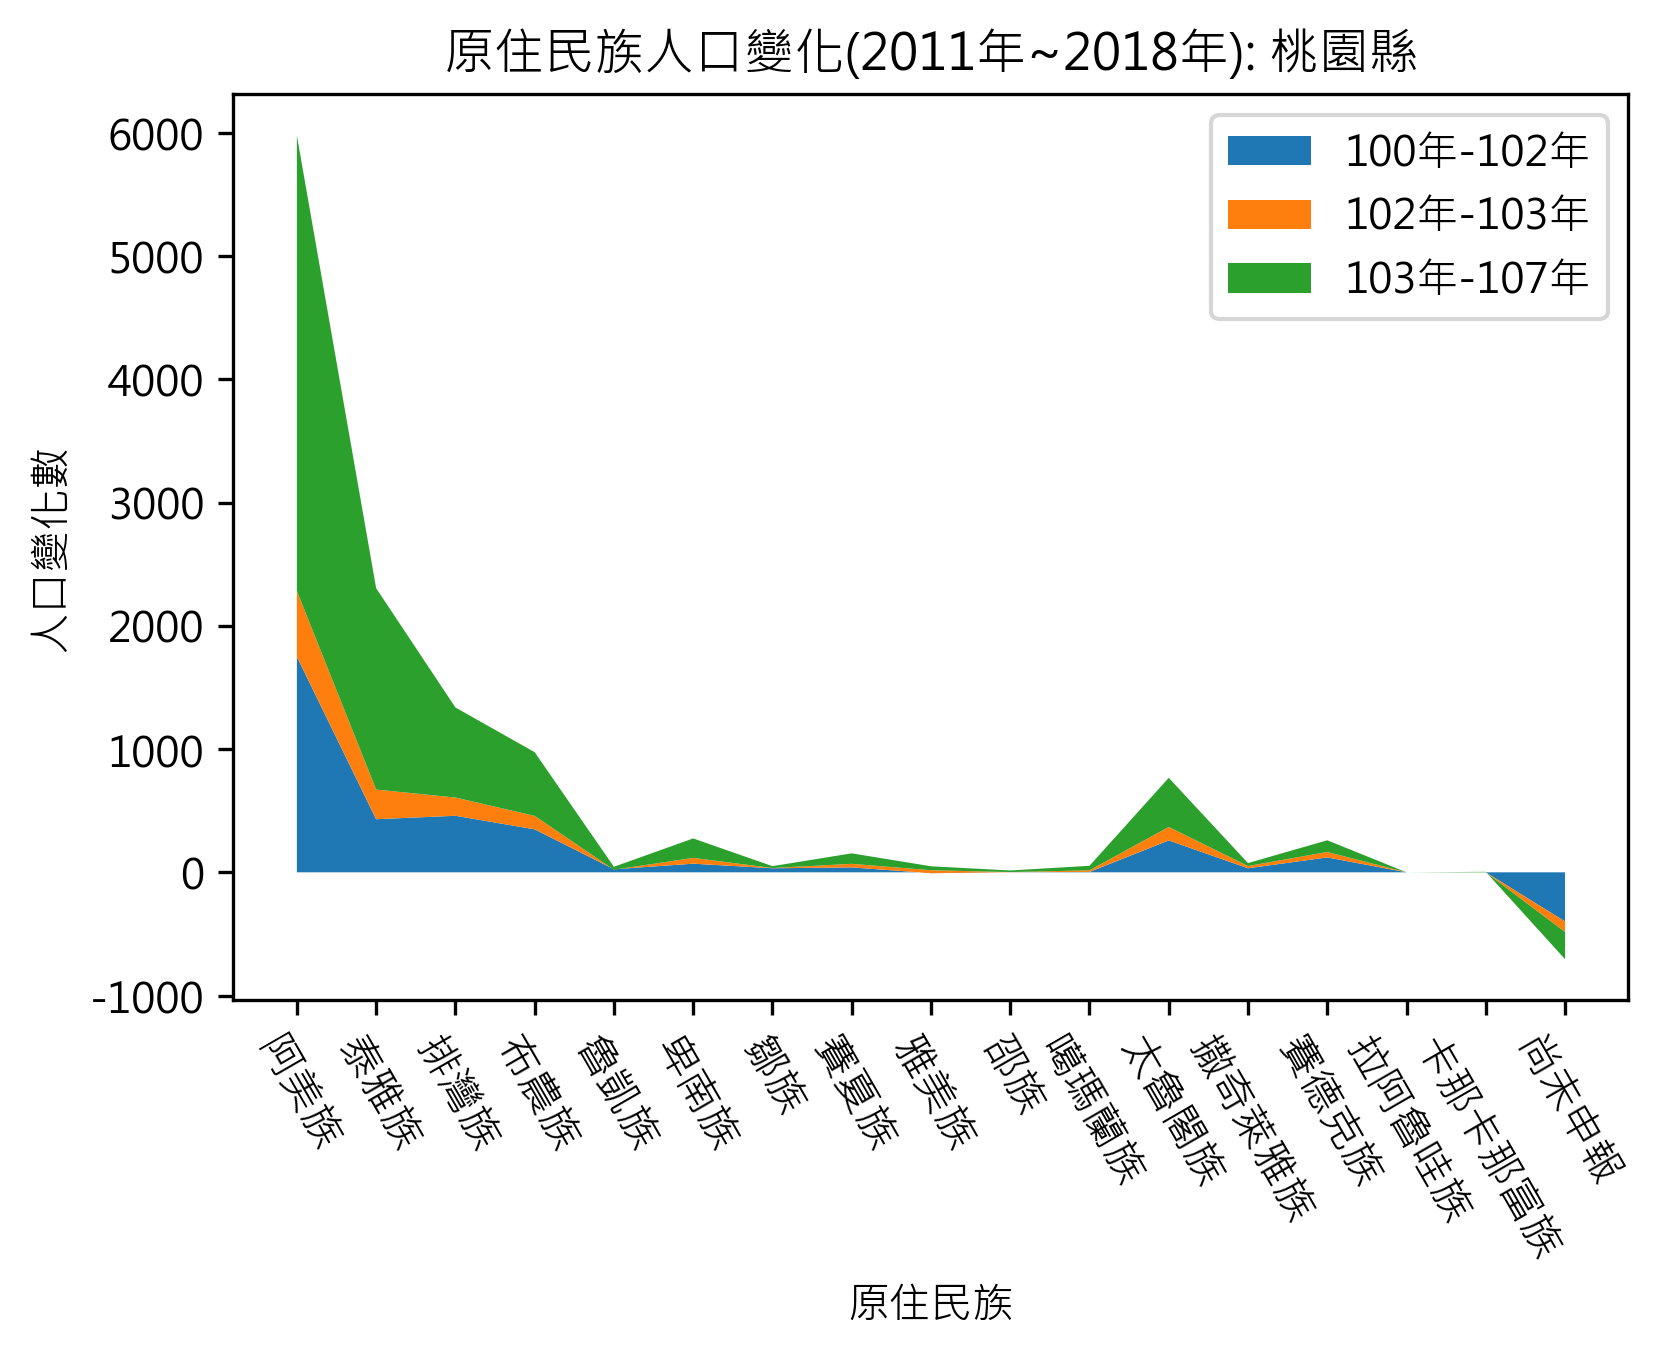 原住民族人口變化(2011年~2018年): 桃園縣
100年-102年
102年-103年
103年-107年
人口變化數
6000
5000
4000
3000
2000
1000
0
-1000
阿美族
泰雅族
排灣族
布農族
魯凱族
卑南族
鄒族
賽夏族
雅美族
邵族
噶瑪蘭族
太魯閣族
撒奇萊雅族
賽德克族
拉阿魯哇族
卡那卡那富族
尚未申報
原住民族